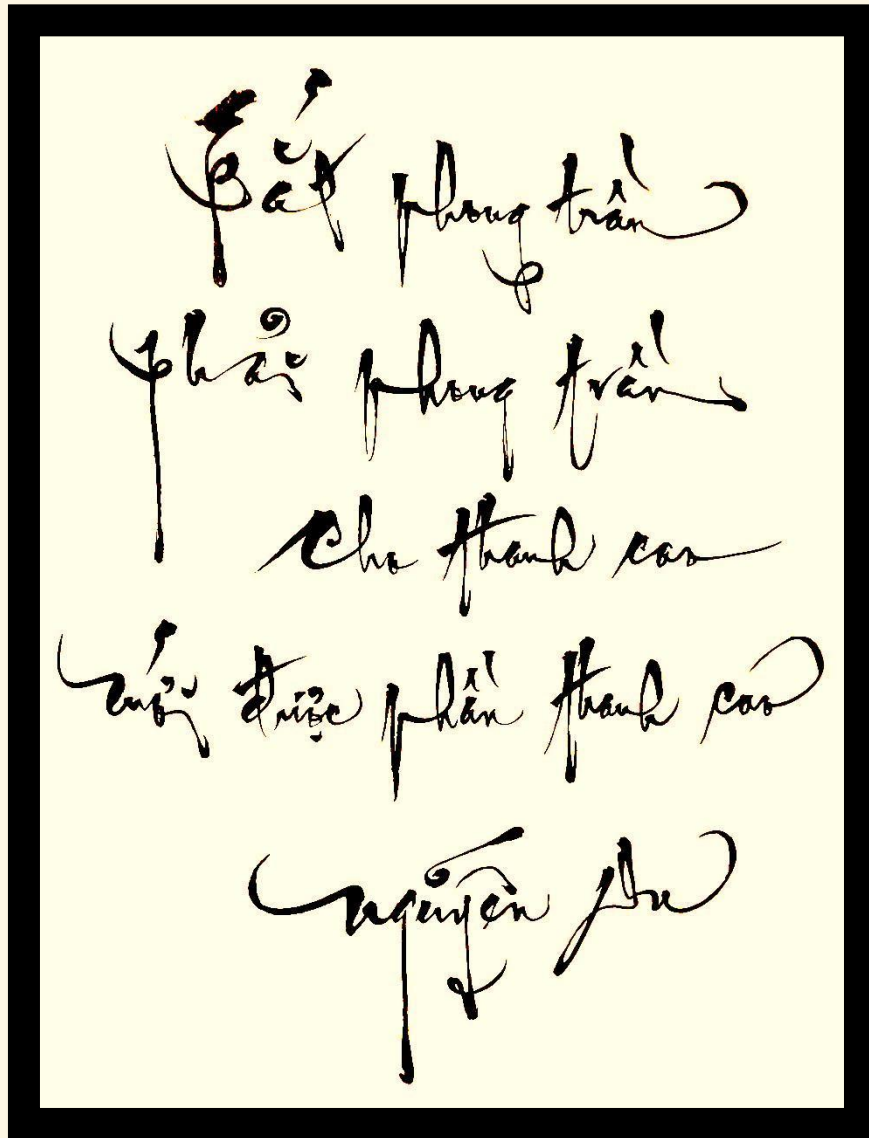 Bắt phong trần
phải phong trần
Cho thanh cao
mới được phần thanh cao
Nguyễn Du